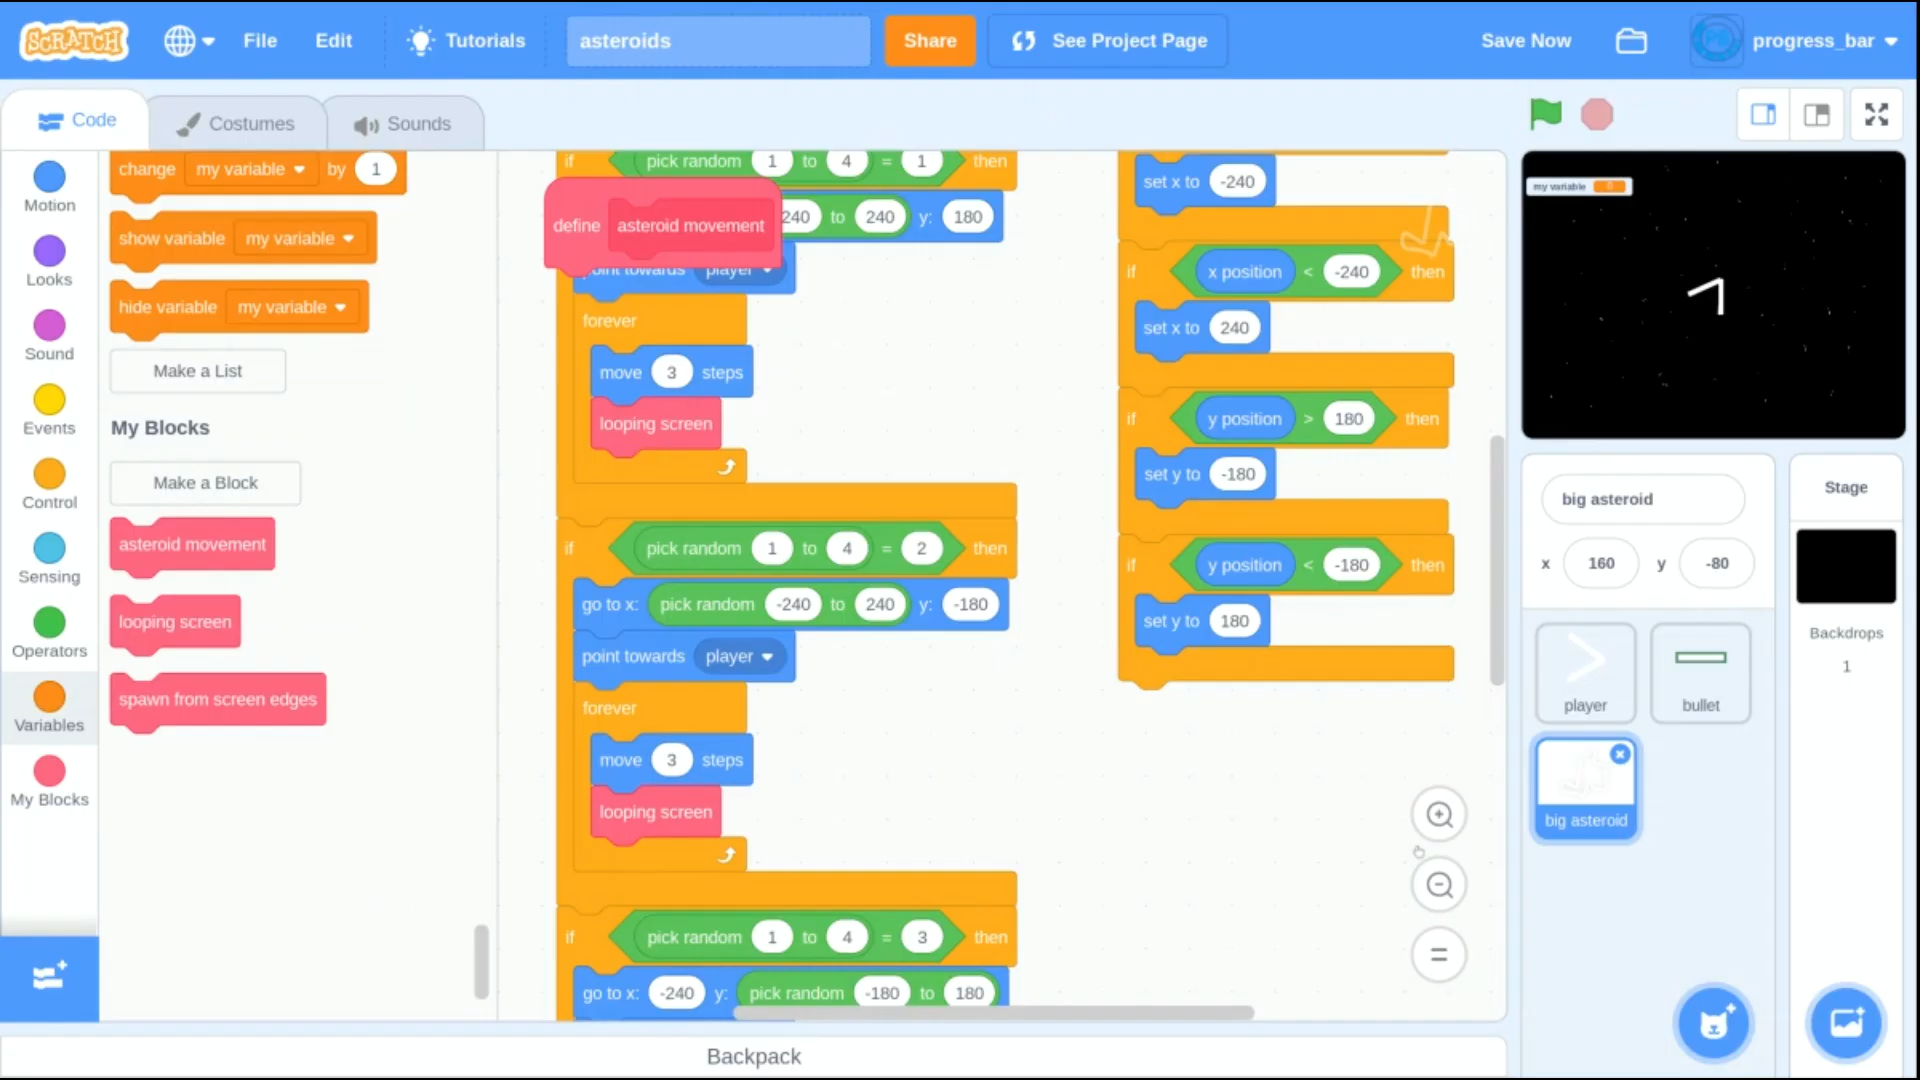 SCRATCH File Edit Tutorials asteroids Share See Project Page Save Now progress_bar
Code Costumes Sounds
Motion
Looks
Sound
Events
Control
Sensing
Operators
Variables
My Blocks
change my variable by 1
show variable my variable
hide variable my variable
Make a List
My Blocks
Make a Block
asteroid movement
looping screen
spawn from screen edges
if pick random 1 to 4 = 1 then
define asteroid movement
240 to 240 y: 180
point towards player
forever
move 3 steps
looping screen
if pick random 1 to 4 = 2 then
go to x: pick random -240 to 240 y: -180
point towards player
forever
move 3 steps
looping screen
if pick random 1 to 4 = 3 then
go to x: -240 y: pick random -180 to 180
set x to -240
if x position < -240 then
set x to 240
if y position > 180 then
set y to -180
if y position < -180 then
set y to 180
my variable 0
big asteroid
x 160 y -80
player
bullet
big asteroid
Stage
Backdrops
1
Backpack